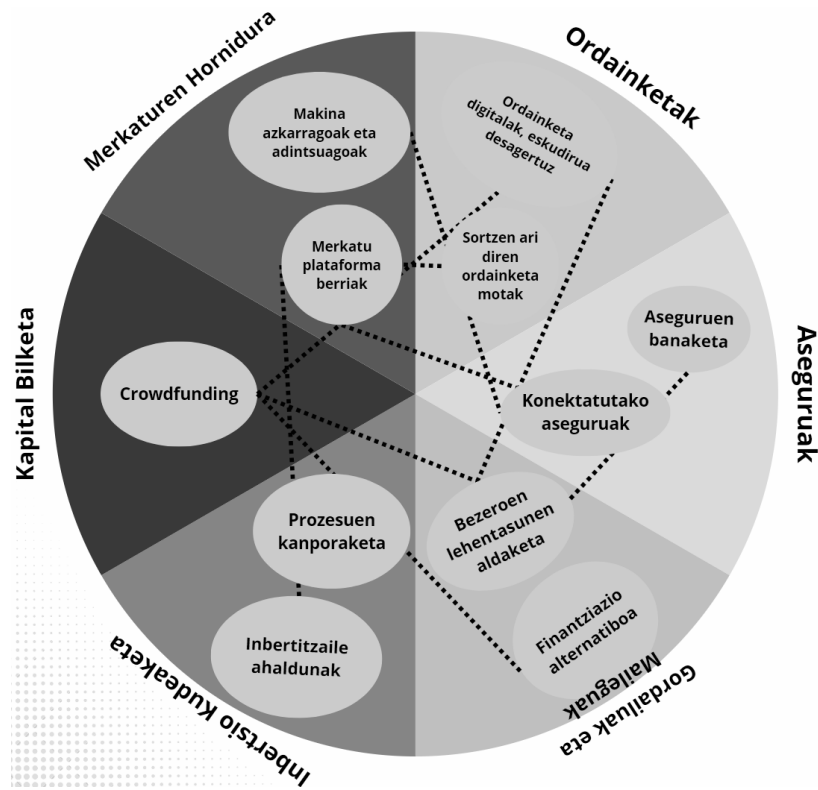 Merkaturen Hornidura
Ordainketak
Makina
azkarragoak eta
adintsuagoak
Ordainketa
digitalak, eskudirua
desagertuz
Merkatu
plataforma
berriak
Sortzen ari
diren
ordainketa
motak
Aseguruen
banaketa
Aseguruak
Kapital Bilketa
Crowdfunding
Konektatutako
aseguruak
Prozesuen
kanporaketa
Bezeroen
lehentasunen
aldaketa
Inbertitzaile
ahaldunak
Finantziazio
alternatiboa
Inbertsio Kudeaketa
Gordailuak eta
Maileguak